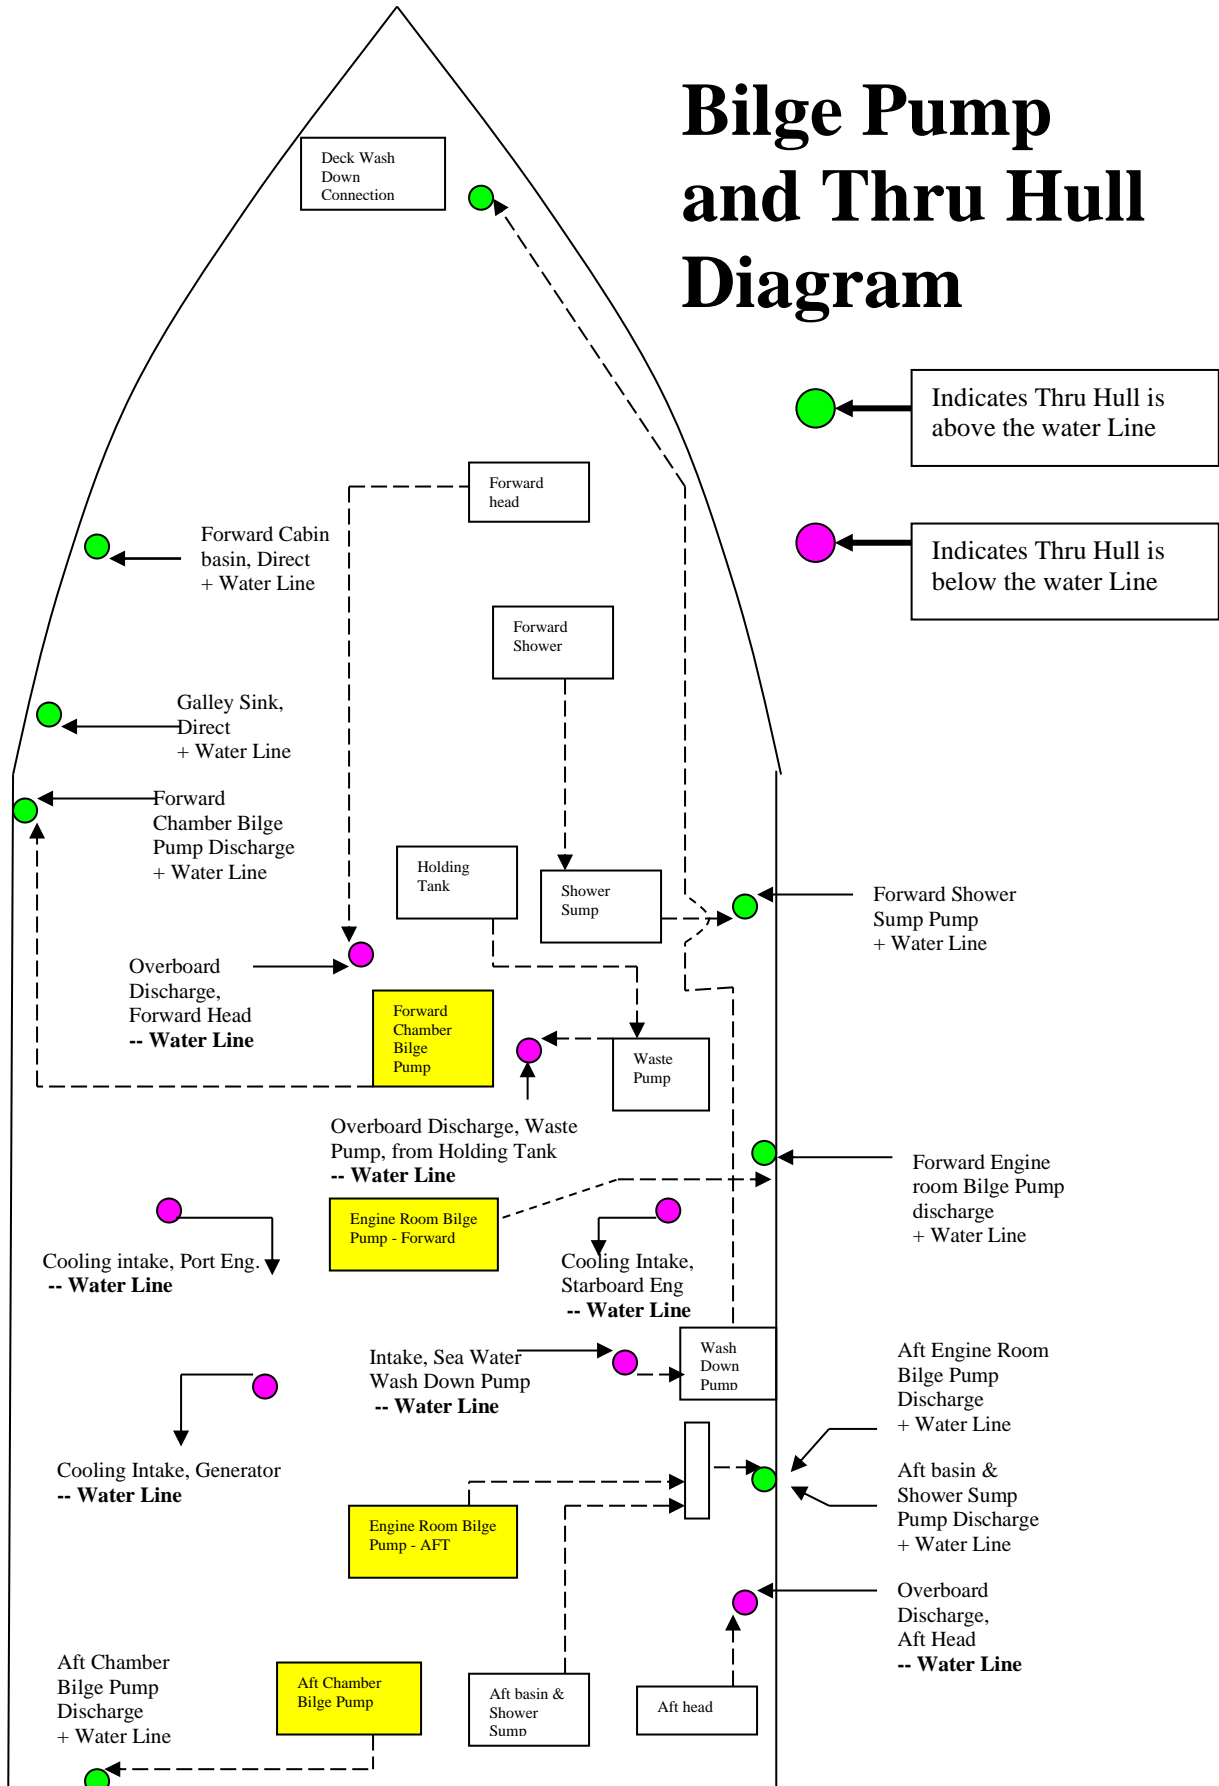 Bilge Pump
and Thru Hull
Diagram
Deck Wash
Down
Connection
Indicates Thru Hull is
above the water Line
Indicates Thru Hull is
below the water Line
Forward
head
Forward Cabin
basin, Direct
+ Water Line
Forward
Shower
Galley Sink,
Direct
+ Water Line
Forward
Chamber Bilge
Pump Discharge
+ Water Line
Holding
Tank
Shower
Sump
Forward Shower
Sump Pump
+ Water Line
Overboard
Discharge,
Forward Head
-- Water Line
Forward
Chamber
Bilge
Pump
Waste
Pump
Overboard Discharge, Waste
Pump, from Holding Tank
-- Water Line
Forward Engine
room Bilge Pump
discharge
+ Water Line
Engine Room Bilge
Pump - Forward
Cooling intake, Port Eng.
-- Water Line
Cooling Intake,
Starboard Eng
-- Water Line
Intake, Sea Water
Wash Down Pump
-- Water Line
Wash
Down
Pump
Aft Engine Room
Bilge Pump
Discharge
+ Water Line
Cooling Intake, Generator
-- Water Line
Aft basin &
Shower Sump
Pump Discharge
+ Water Line
Engine Room Bilge
Pump - AFT
Overboard
Discharge,
Aft Head
-- Water Line
Aft Chamber
Bilge Pump
Discharge
+ Water Line
Aft Chamber
Bilge Pump
Aft basin &
Shower
Sump
Aft head